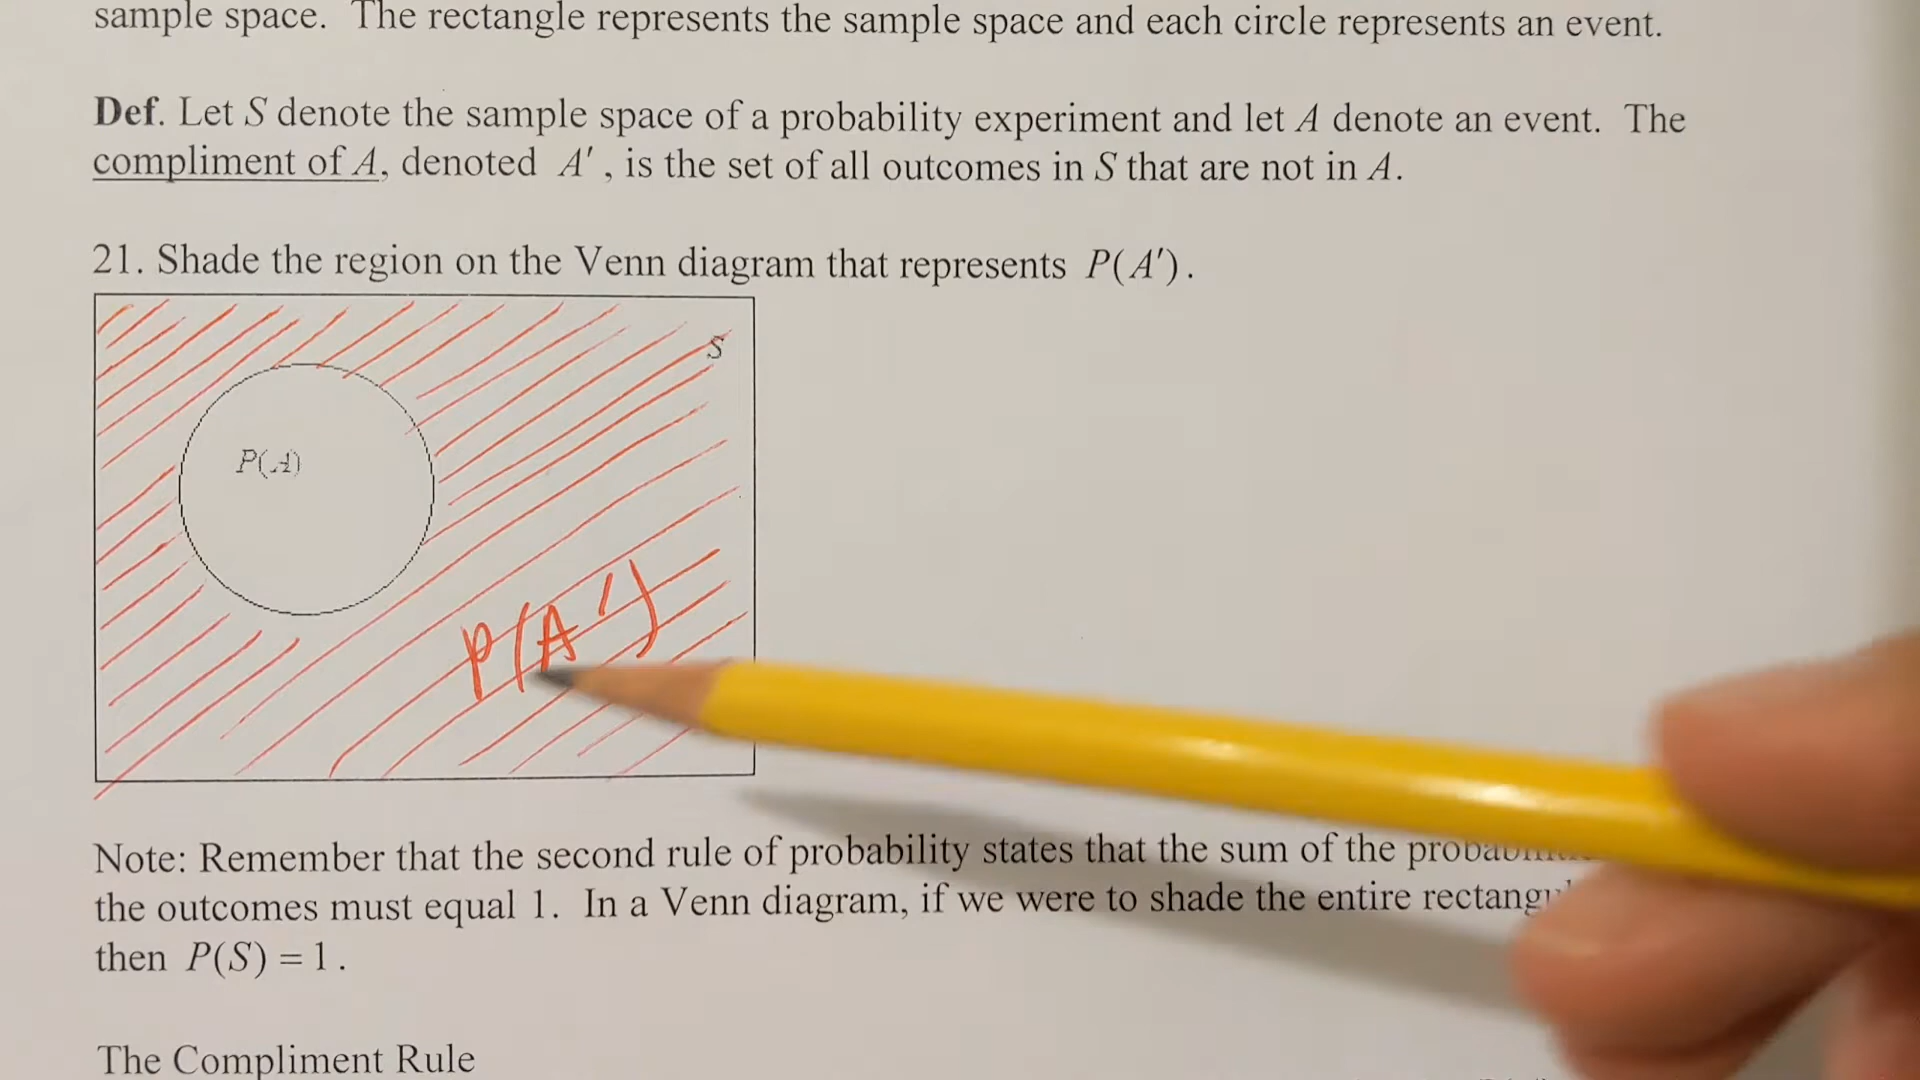 sample space. The rectangle represents the sample space and each circle represents an event.
Def. Let S denote the sample space of a probability experiment and let A denote an event. The
compliment of A, denoted A′, is the set of all outcomes in S that are not in A.
21. Shade the region on the Venn diagram that represents P(A′).
S
P(A)
P(A')
Note: Remember that the second rule of probability states that the sum of the
the outcomes must equal 1. In a Venn diagram, if we were to shade the entire
then P(S) = 1.
The Compliment Rule